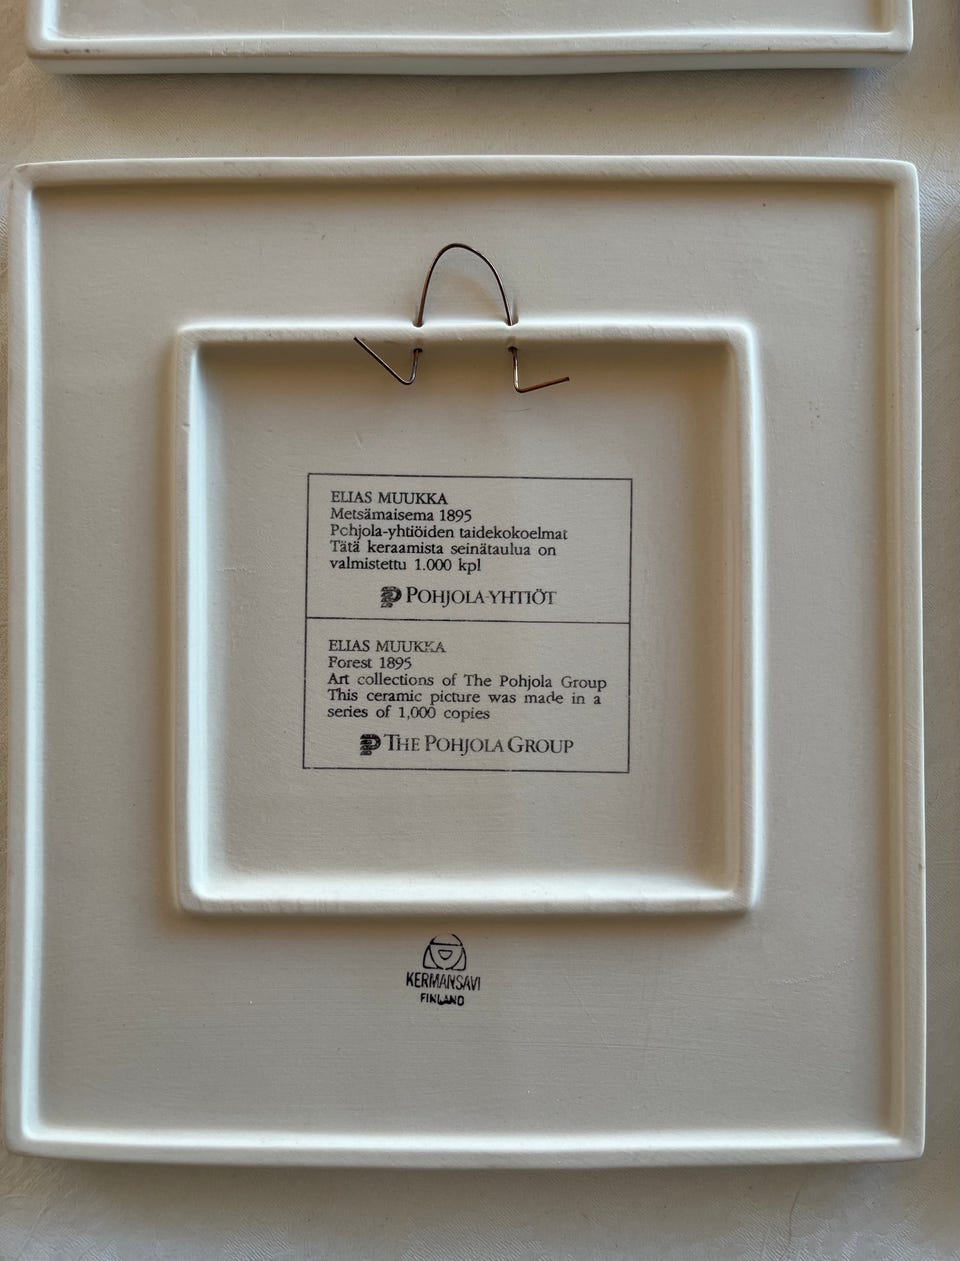 ELIAS MUUKKA
Metsämaisema 1895
Pohjola-yhtiöiden taidekokoelmat
Tätä keraamista seinätaulua on
valmistettu 1.000 kpl
POHJOLA-YHTIÖT
ELIAS MUUKKA
Forest 1895
Art collections of The Pohjola Group
This ceramic picture was made in a
series of 1,000 copies
THE POHJOLA GROUP
KERMANSAVI
FINLAND